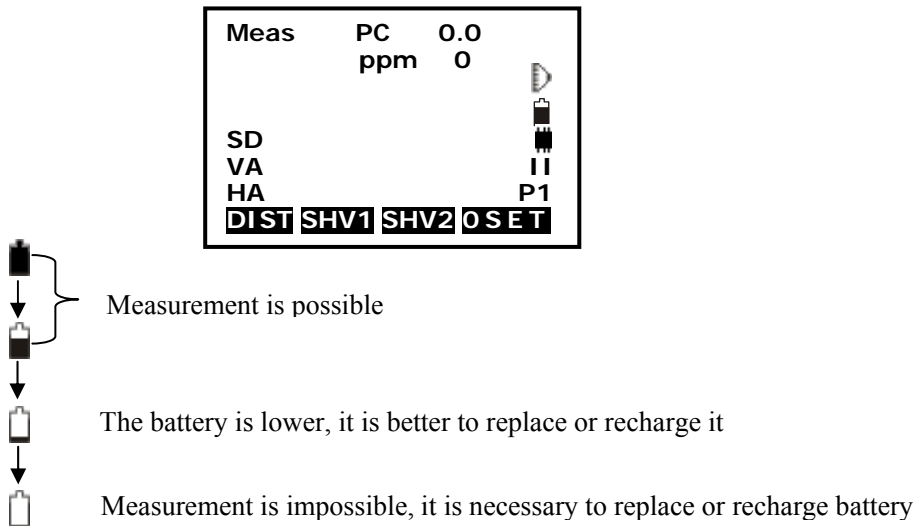 Meas PC 0.0
ppm 0
SD
VA II
HA P1
DIST SHV1 SHV2 0SET
Measurement is possible
The battery is lower, it is better to replace or recharge it
Measurement is impossible, it is necessary to replace or recharge battery